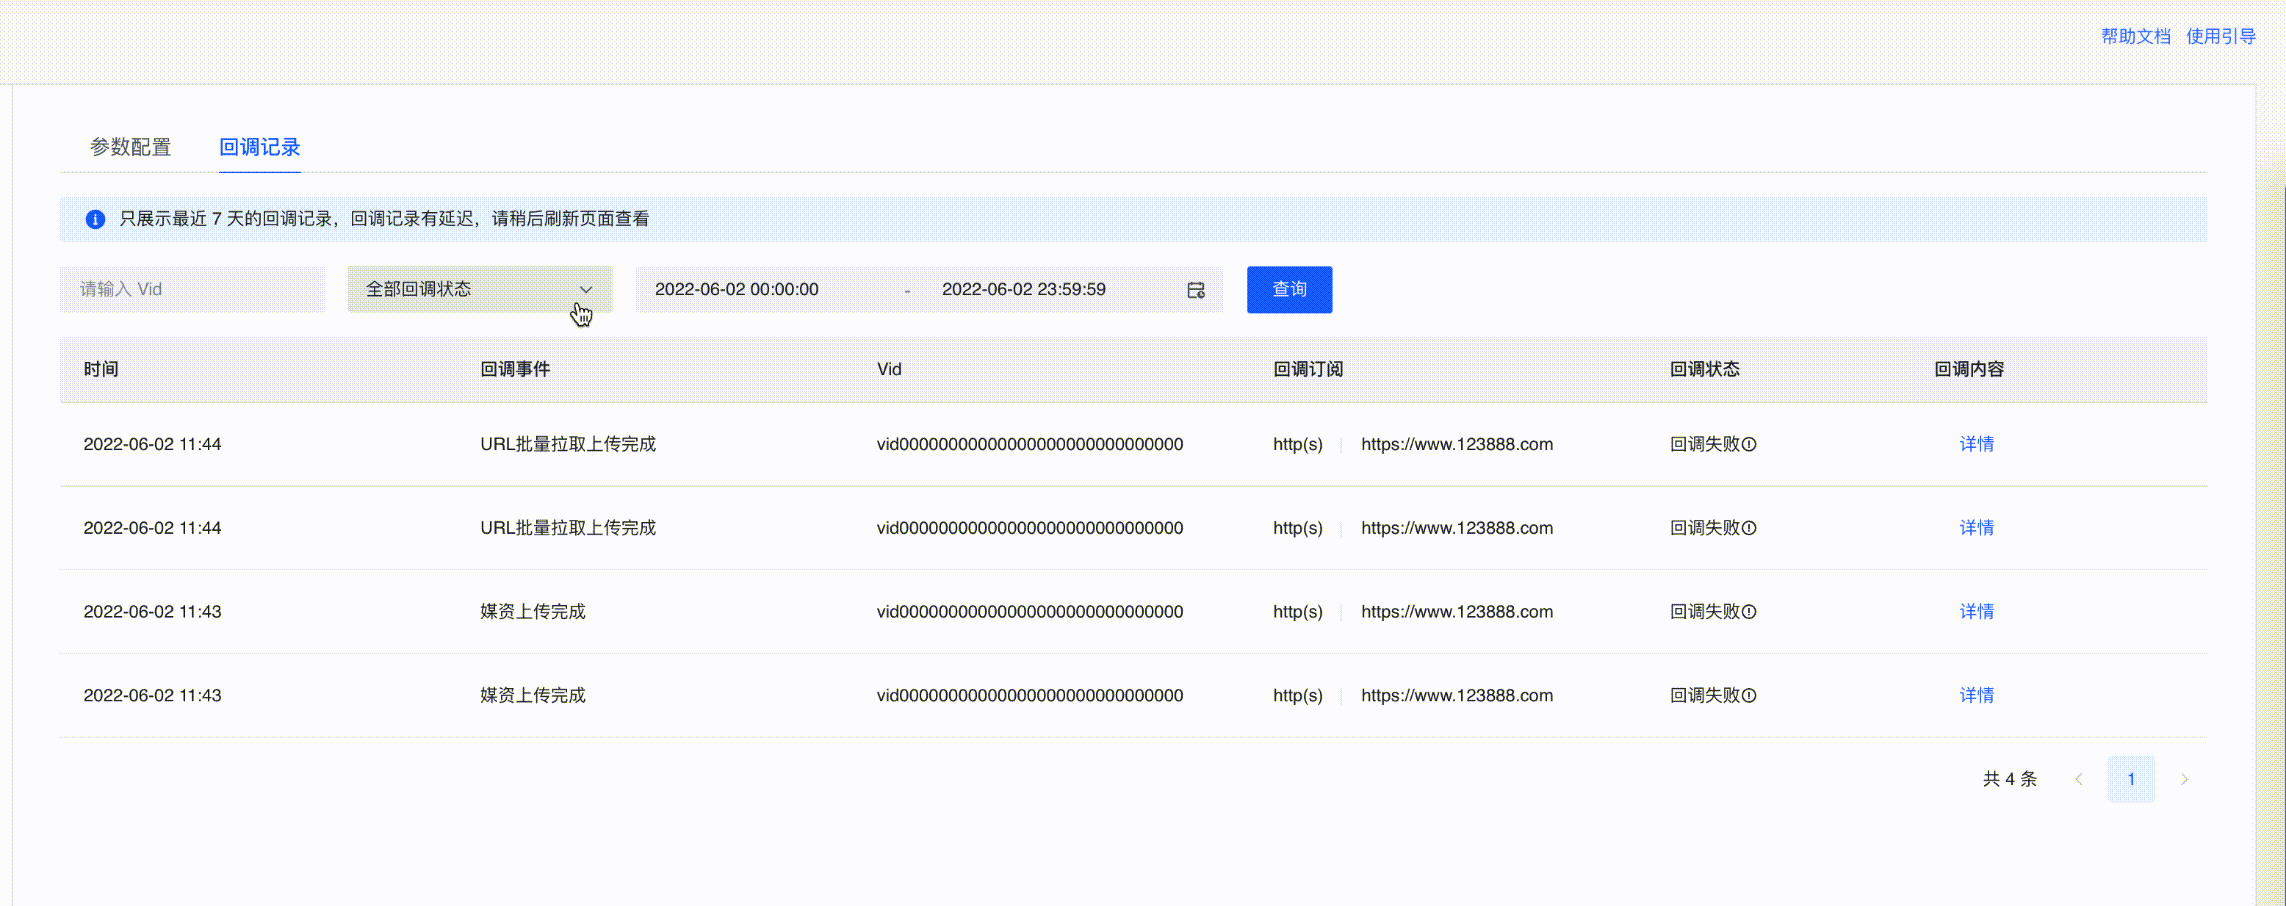 帮助文档 使用引导
参数配置 回调记录
只展示最近 7 天的回调记录，回调记录有延迟，请稍后刷新页面查看
请输入 Vid 全部回调状态 2022-06-02 00:00:00 - 2022-06-02 23:59:59 查询
时间 回调事件 Vid 回调订阅 回调状态 回调内容
2022-06-02 11:44 URL批量拉取上传完成 vid0000000000000000000000000000 http(s) https://www.123888.com 回调失败 详情
2022-06-02 11:44 URL批量拉取上传完成 vid0000000000000000000000000000 http(s) https://www.123888.com 回调失败 详情
2022-06-02 11:43 媒资上传完成 vid0000000000000000000000000000 http(s) https://www.123888.com 回调失败 详情
2022-06-02 11:43 媒资上传完成 vid0000000000000000000000000000 http(s) https://www.123888.com 回调失败 详情
共 4 条 1